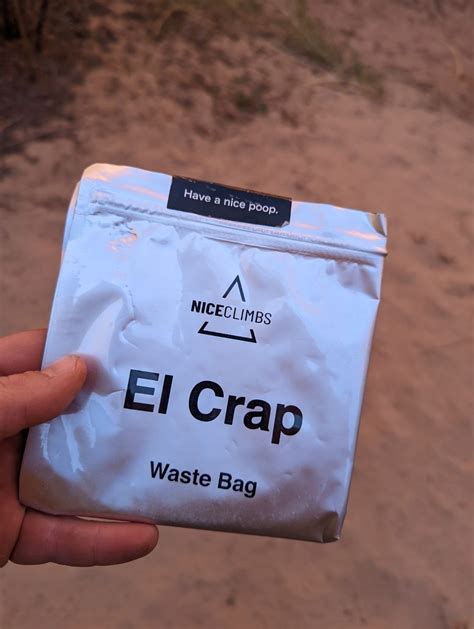 Have a nice poop.
NICECLIMBS
El Crap
Waste Bag